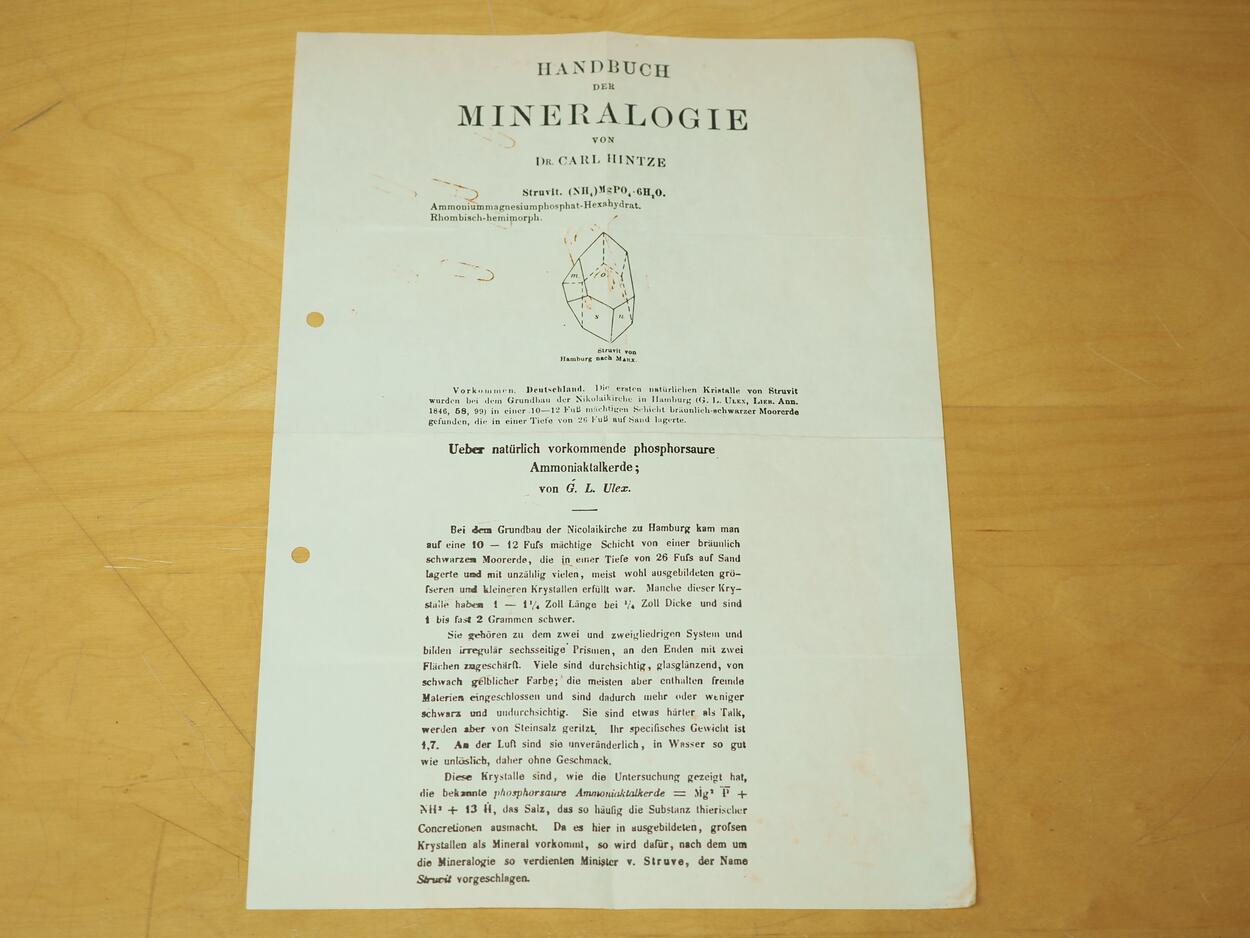 HANDBUCH
DER
MINERALOGIE
VON
DR. CARL HINTZE
Struvit. (NH₄)MgPO₄·6H₂O.
Ammoniummagnesiumphosphat-Hexahydrat.
Rhombisch-hemimorph.
m o
s n
Struvit von
Hamburg nach MARX.
Vorkommen. Deutschland. Die ersten natürlichen Kristalle von Struvit
wurden bei dem Grundbau der Nikolaikirche in Hamburg (G. L. ULEX, LIEB. Ann.
1846, 58, 99) in einer 10—12 Fuß mächtigen Schicht bräunlich-schwarzer Moorerde
gefunden, die in einer Tiefe von 26 Fuß auf Sand lagerte.
Ueber natürlich vorkommende phosphorsaure
Ammoniaktalkerde;
von G. L. Ulex.
Bei dem Grundbau der Nicolaikirche zu Hamburg kam man
auf eine 10 — 12 Fuſs mächtige Schicht von einer bräunlich
schwarzen Moorerde, die in einer Tiefe von 26 Fuſs auf Sand
lagerte und mit unzählig vielen, meist wohl ausgebildeten grö-
ſseren und kleineren Krystallen erfüllt war. Manche dieser Kry-
stalle haben 1 — 1¼ Zoll Länge bei ¼ Zoll Dicke und sind
1 bis fast 2 Grammen schwer.
Sie gehören zu dem zwei und zweigliedrigen System und
bilden irregulär sechsseitige Prismen, an den Enden mit zwei
Flächen zugeschärft. Viele sind durchsichtig, glasglänzend, von
schwach gelblicher Farbe; die meisten aber enthalten fremde
Materien eingeschlossen und sind dadurch mehr oder weniger
schwarz und undurchsichtig. Sie sind etwas härter als Talk,
werden aber von Steinsalz geritzt. Ihr specifisches Gewicht ist
1,7. An der Luft sind sie unveränderlich, in Wasser so gut
wie unlöslich, daher ohne Geschmack.
Diese Krystalle sind, wie die Untersuchung gezeigt hat,
die bekannte phosphorsaure Ammoniaktalkerde = Mg² P +
NH³ + 13 H, das Salz, das so häufig die Substanz thierischer
Concretionen ausmacht. Da es hier in ausgebildeten, groſsen
Krystallen als Mineral vorkommt, so wird dafür, nach dem um
die Mineralogie so verdienten Minister v. Struve, der Name
Struvit vorgeschlagen.